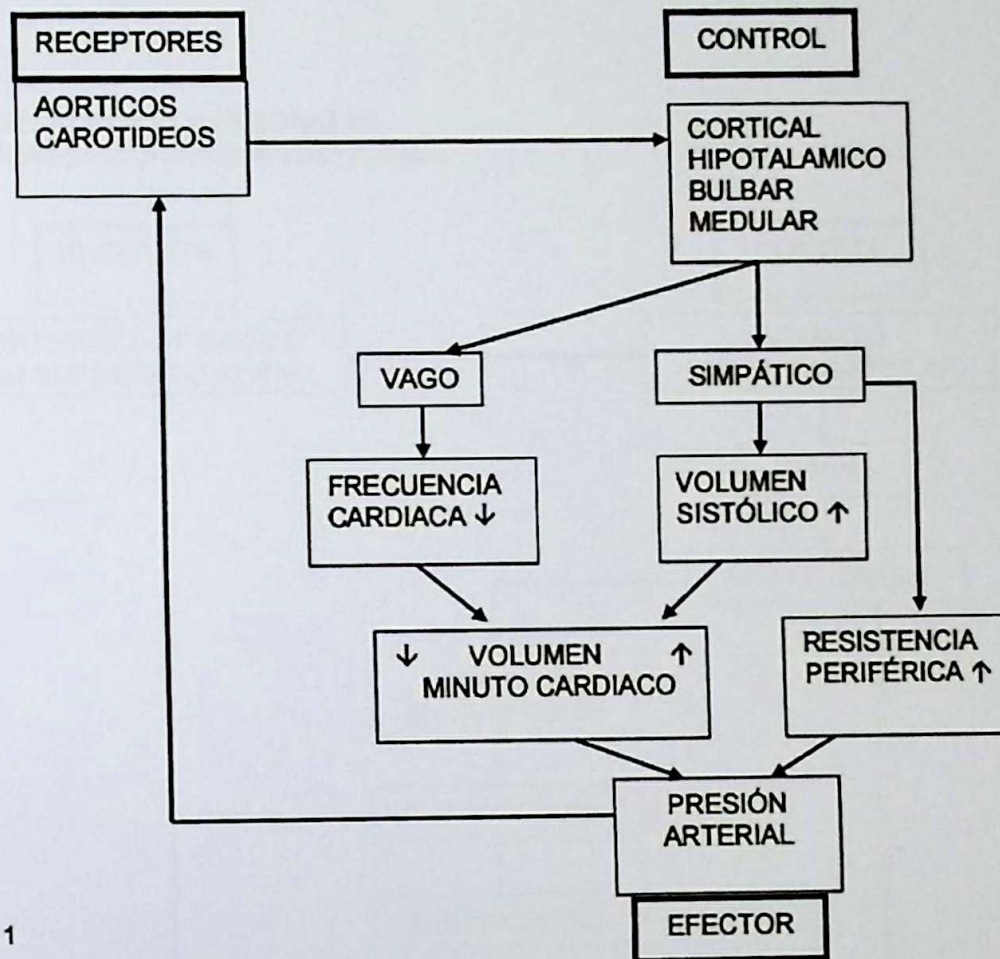 RECEPTORES
AORTICOS
CAROTIDEOS
CONTROL
CORTICAL
HIPOTALAMICO
BULBAR
MEDULAR
VAGO
SIMPÁTICO
FRECUENCIA
CARDIACA ↓
VOLUMEN
SISTÓLICO ↑
↓ VOLUMEN ↑
MINUTO CARDIACO
RESISTENCIA
PERIFÉRICA ↑
PRESIÓN
ARTERIAL
EFECTOR
1